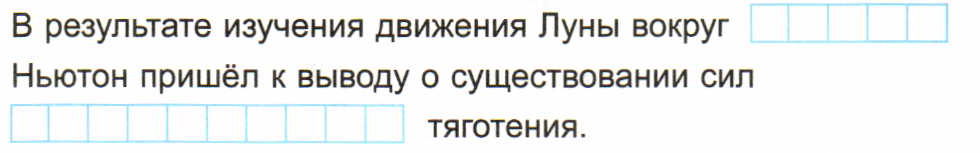 В результате изучения движения Луны вокруг
Ньютон пришёл к выводу о существовании сил
тяготения.